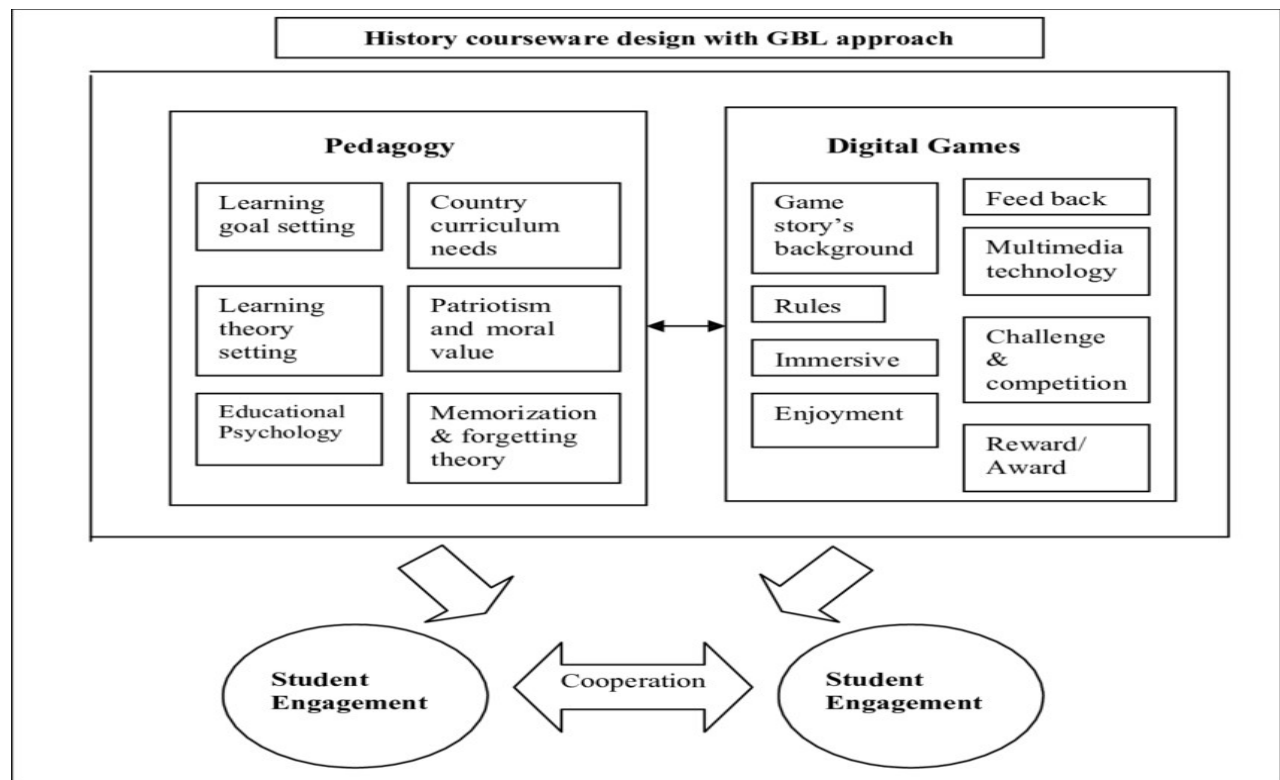 History courseware design with GBL approach
Pedagogy
Learning
goal setting
Country
curriculum
needs
Learning
theory
setting
Patriotism
and moral
value
Educational
Psychology
Memorization
& forgetting
theory
Digital Games
Game
story's
background
Rules
Immersive
Enjoyment
Feed back
Multimedia
technology
Challenge
&
competition
Reward/
Award
Student
Engagement
Cooperation
Student
Engagement